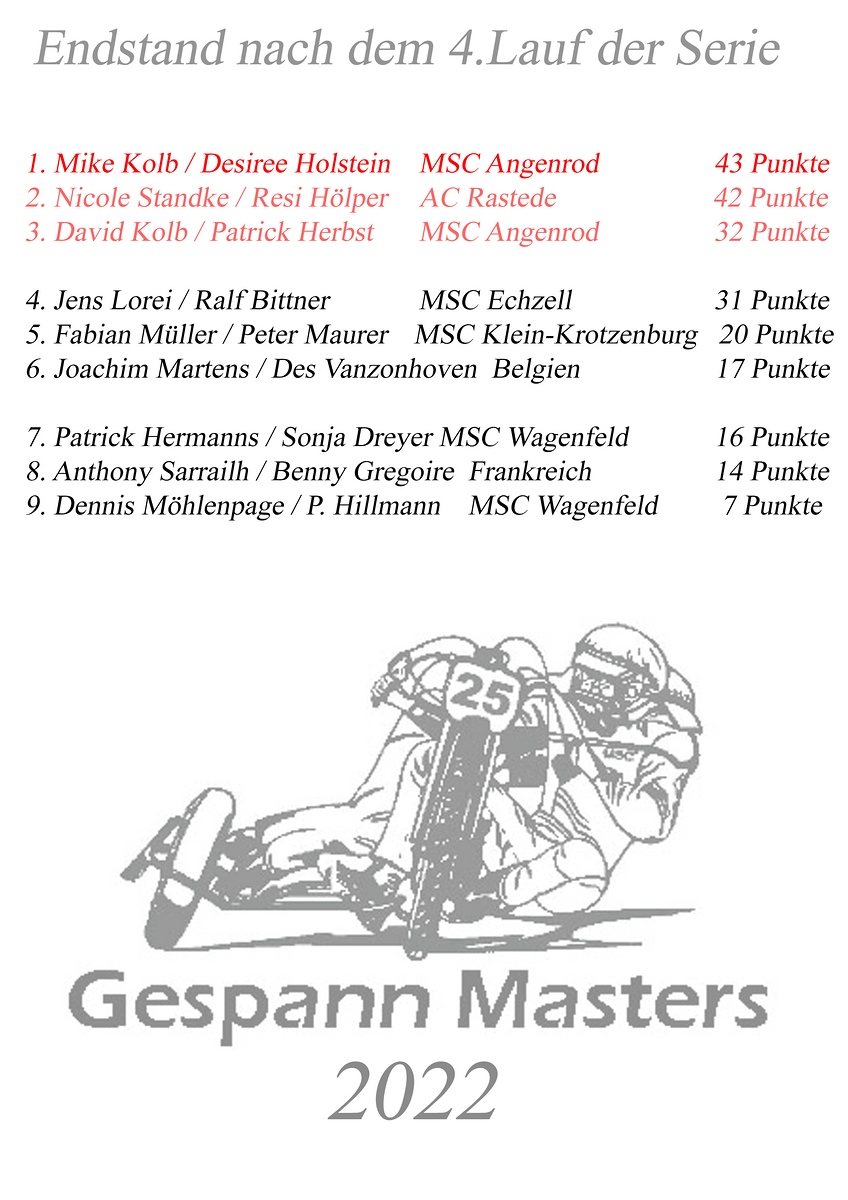 Endstand nach dem 4.Lauf der Serie
1. Mike Kolb / Desiree Holstein MSC Angenrod 43 Punkte
2. Nicole Standke / Resi Hölper AC Rastede 42 Punkte
3. David Kolb / Patrick Herbst MSC Angenrod 32 Punkte
4. Jens Lorei / Ralf Bittner MSC Echzell 31 Punkte
5. Fabian Müller / Peter Maurer MSC Klein-Krotzenburg 20 Punkte
6. Joachim Martens / Des Vanzonhoven Belgien 17 Punkte
7. Patrick Hermanns / Sonja Dreyer MSC Wagenfeld 16 Punkte
8. Anthony Sarrailh / Benny Gregoire Frankreich 14 Punkte
9. Dennis Möhlenpage / P. Hillmann MSC Wagenfeld 7 Punkte
25
MSC
Gespann Masters
2022